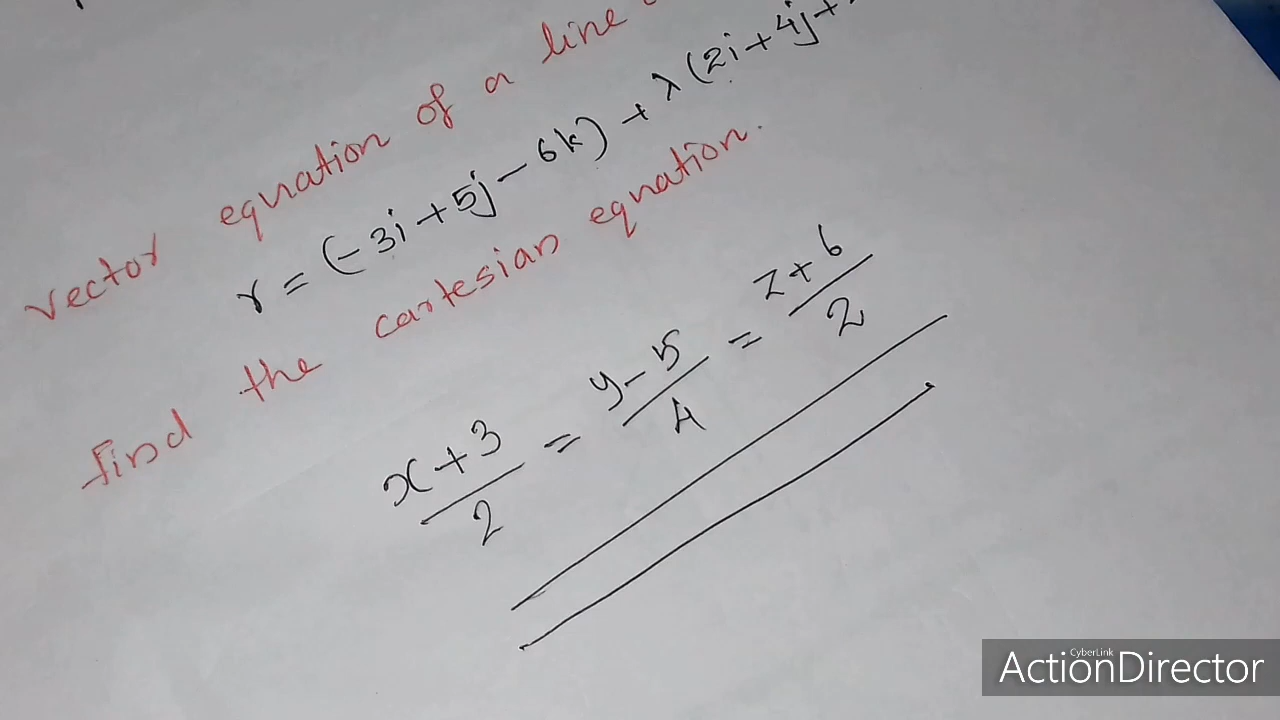 vector equation of a line
r = (-3i + 5j - 6k) + λ(2i + 4j +
find the cartesian equation.
x + 3 / 2 = y - 5 / 4 = z + 6 / 2
CyberLink
ActionDirector